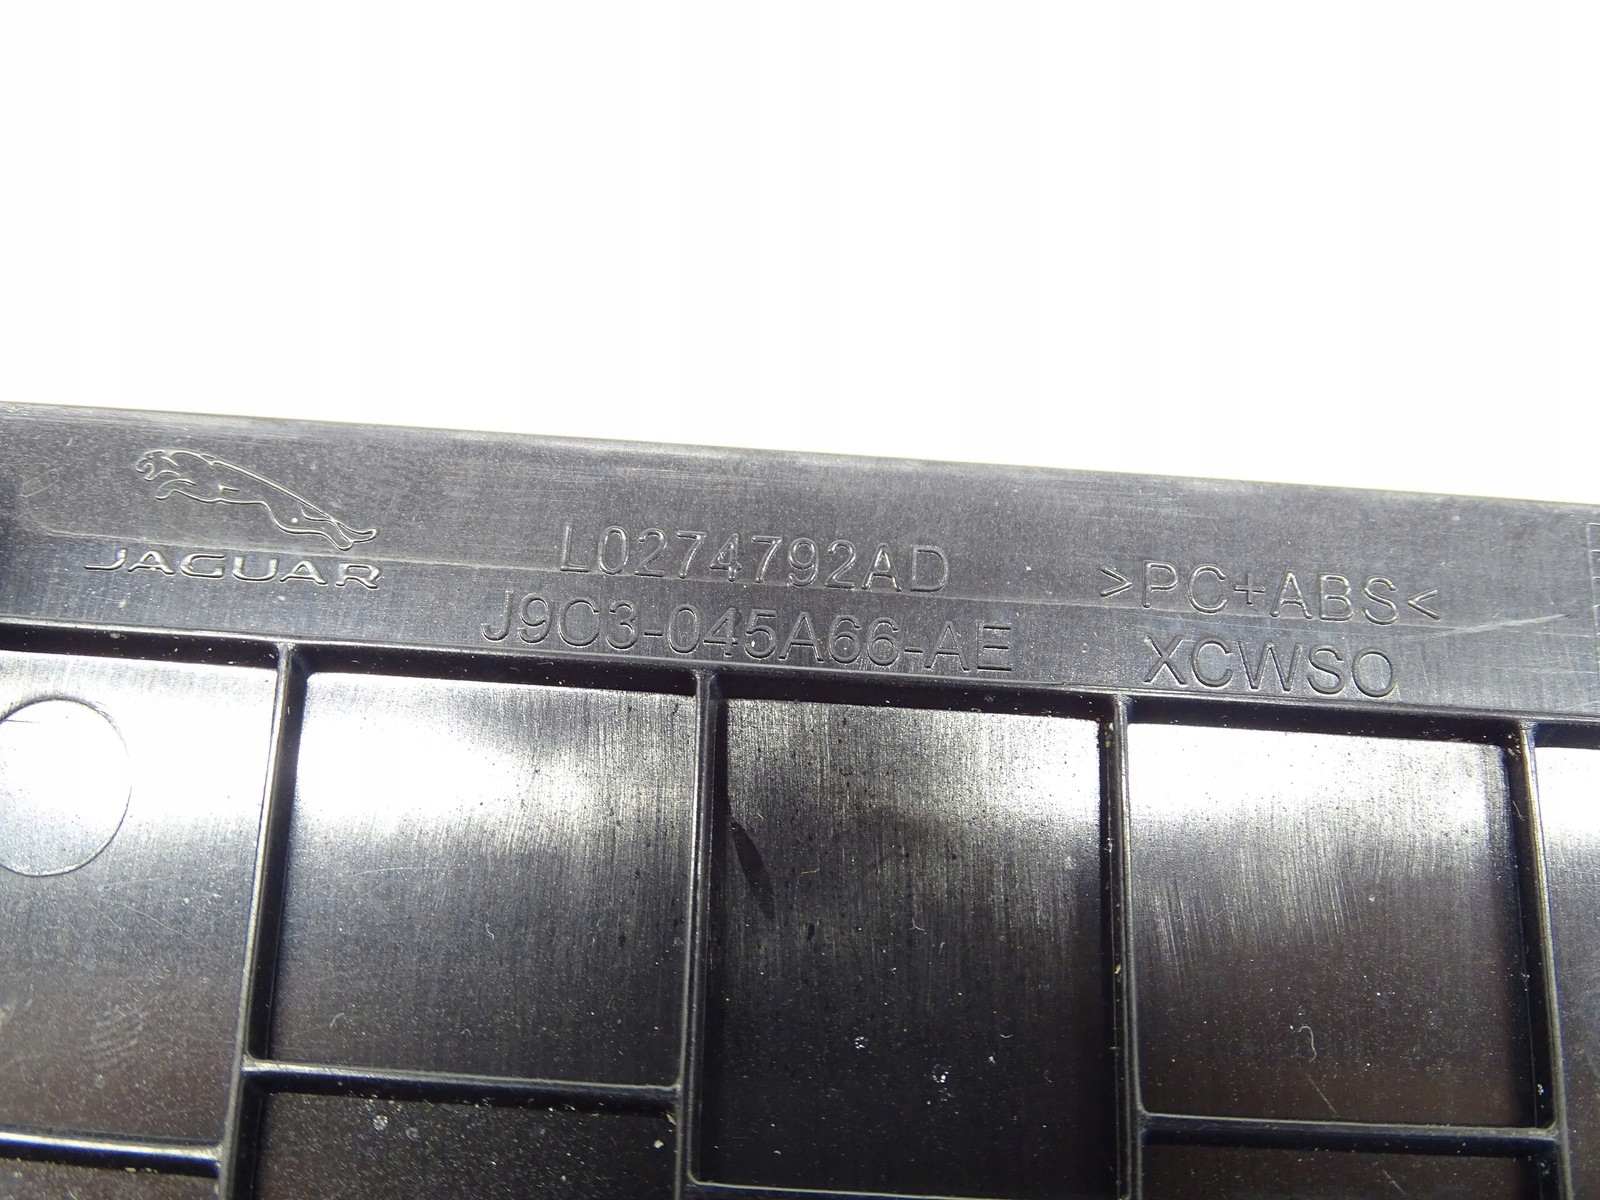 JAGUAR
L0274792AD
J9C3-045A66-AE
>PC+ABS<
XCWSO